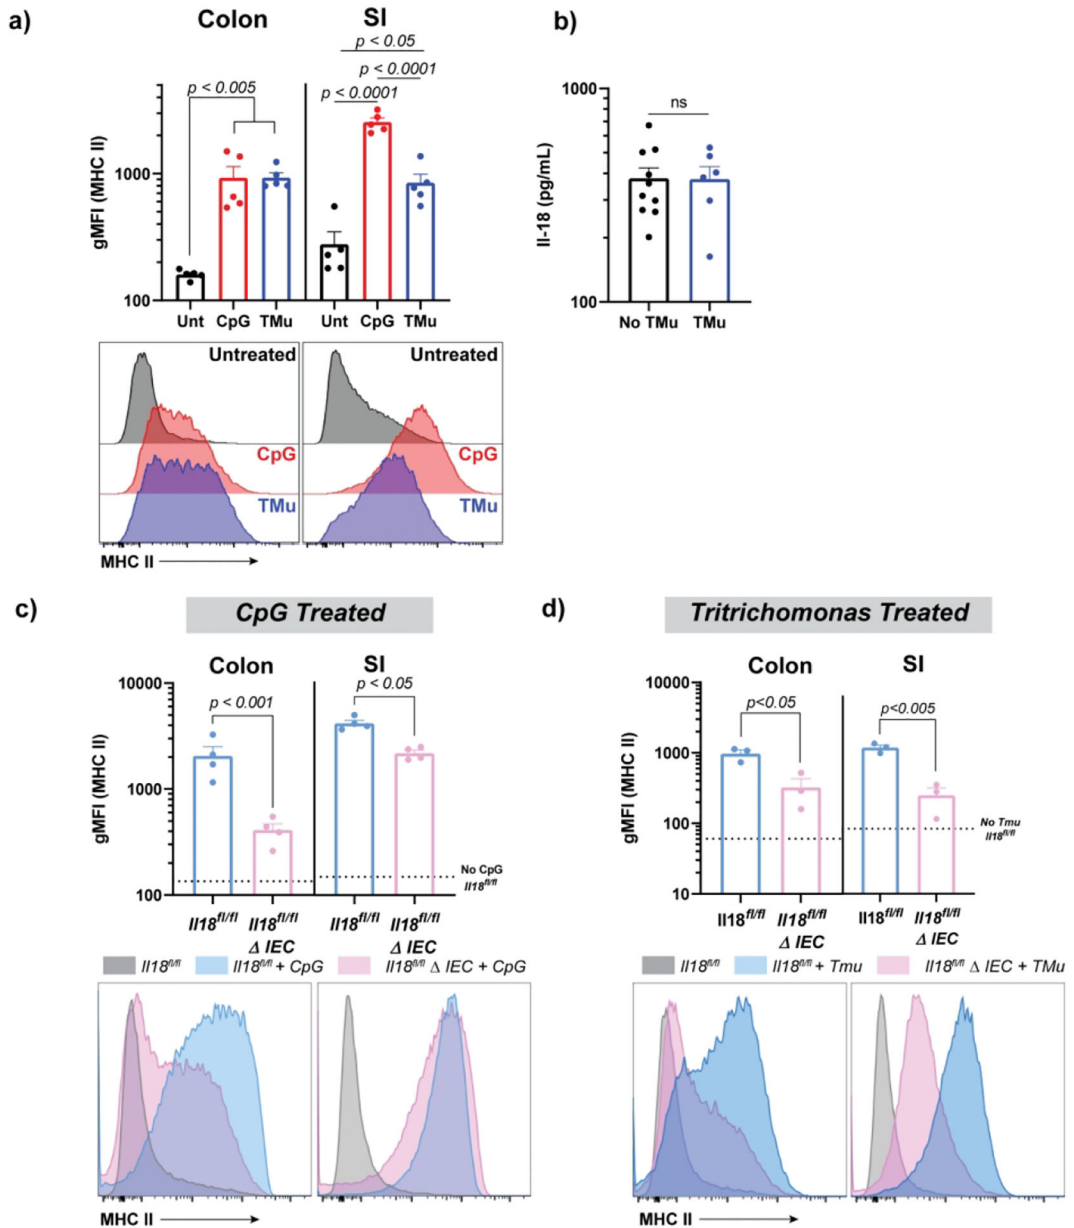 a)
Colon
SI
p < 0.05
p < 0.0001
p < 0.005
p < 0.0001
gMFI (MHC II)
1000
100
Unt CpG TMu
Unt CpG TMu
Untreated
CpG
TMu
Untreated
CpG
TMu
MHC II
b)
ns
Il-18 (pg/mL)
1000
100
No TMu TMu
c)
CpG Treated
Colon
SI
p < 0.001
p < 0.05
gMFI (MHC II)
10000
1000
100
No CpG
Il18fl/fl
Il18fl/fl Il18fl/fl Il18fl/fl Il18fl/fl
Δ IEC Δ IEC
Il18fl/fl Il18fl/fl + CpG Il18fl/fl Δ IEC + CpG
MHC II
d)
Tritrichomonas Treated
Colon
SI
p<0.05
p<0.005
gMFI (MHC II)
10000
1000
100
10
No Tmu
Il18fl/fl
Il18fl/fl Il18fl/fl Il18fl/fl Il18fl/fl
Δ IEC Δ IEC
Il18fl/fl Il18fl/fl + Tmu Il18fl/fl Δ IEC + TMu
MHC II